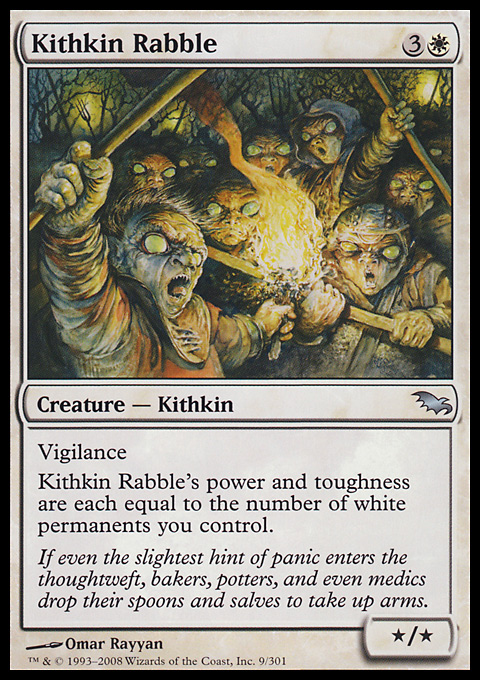 Kithkin Rabble 3
Creature — Kithkin
Vigilance
Kithkin Rabble's power and toughness
are each equal to the number of white
permanents you control.
If even the slightest hint of panic enters the
thoughtweft, bakers, potters, and even medics
drop their spoons and salves to take up arms.
Omar Rayyan
★/★
™ & © 1993–2008 Wizards of the Coast, Inc. 9/301